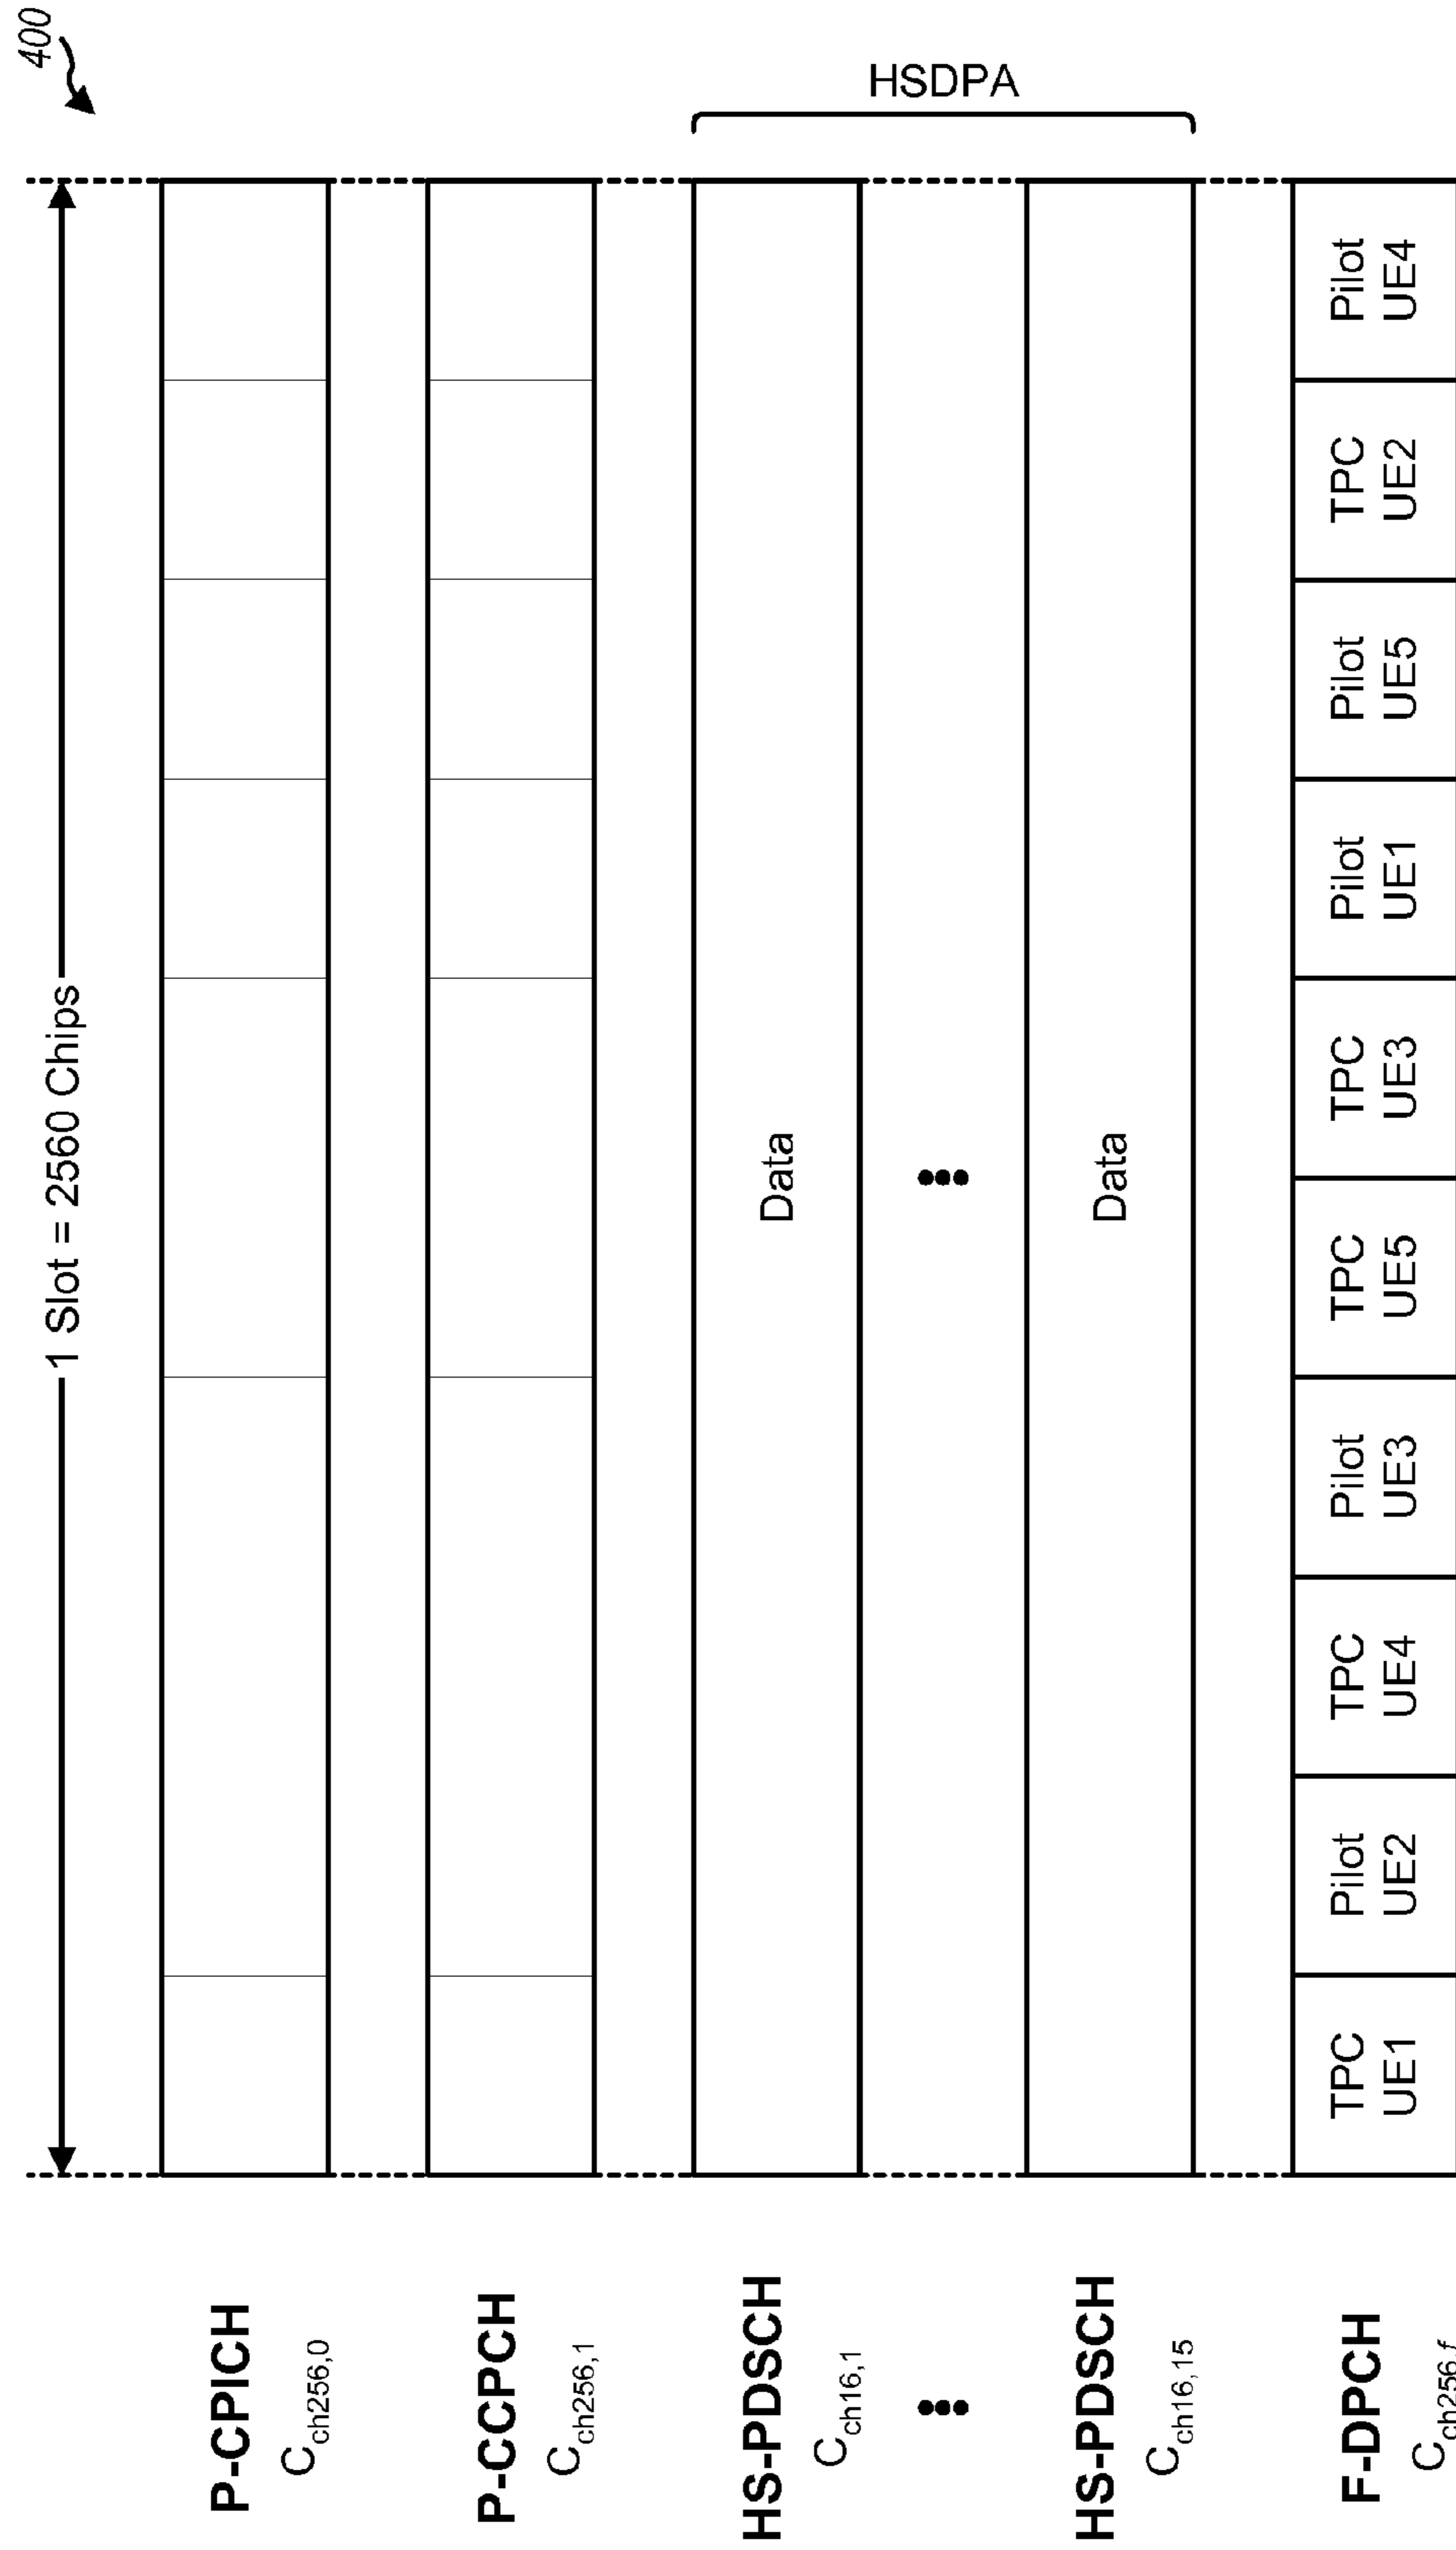 400
1 Slot = 2560 Chips
P-CPICH
Cch256,0
P-CCPCH
Cch256,1
HSDPA
HS-PDSCH
Cch16,1
Data
HS-PDSCH
Cch16,15
Data
F-DPCH
Cch256,f
TPC
UE1
Pilot
UE2
TPC
UE4
Pilot
UE3
TPC
UE5
TPC
UE3
Pilot
UE1
Pilot
UE5
TPC
UE2
Pilot
UE4